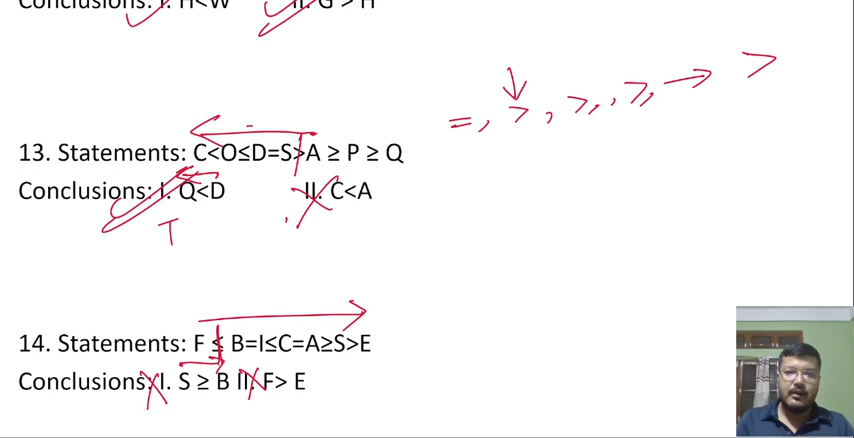 Conclusions: I. H<W II. G > H
=, >, >, , >, → >
13. Statements: C<O≤D=S>A ≥ P ≥ Q
Conclusions: I. Q<D II. C<A
T
14. Statements: F ≤ B=I≤C=A≥S>E
Conclusions: I. S ≥ B II. F> E